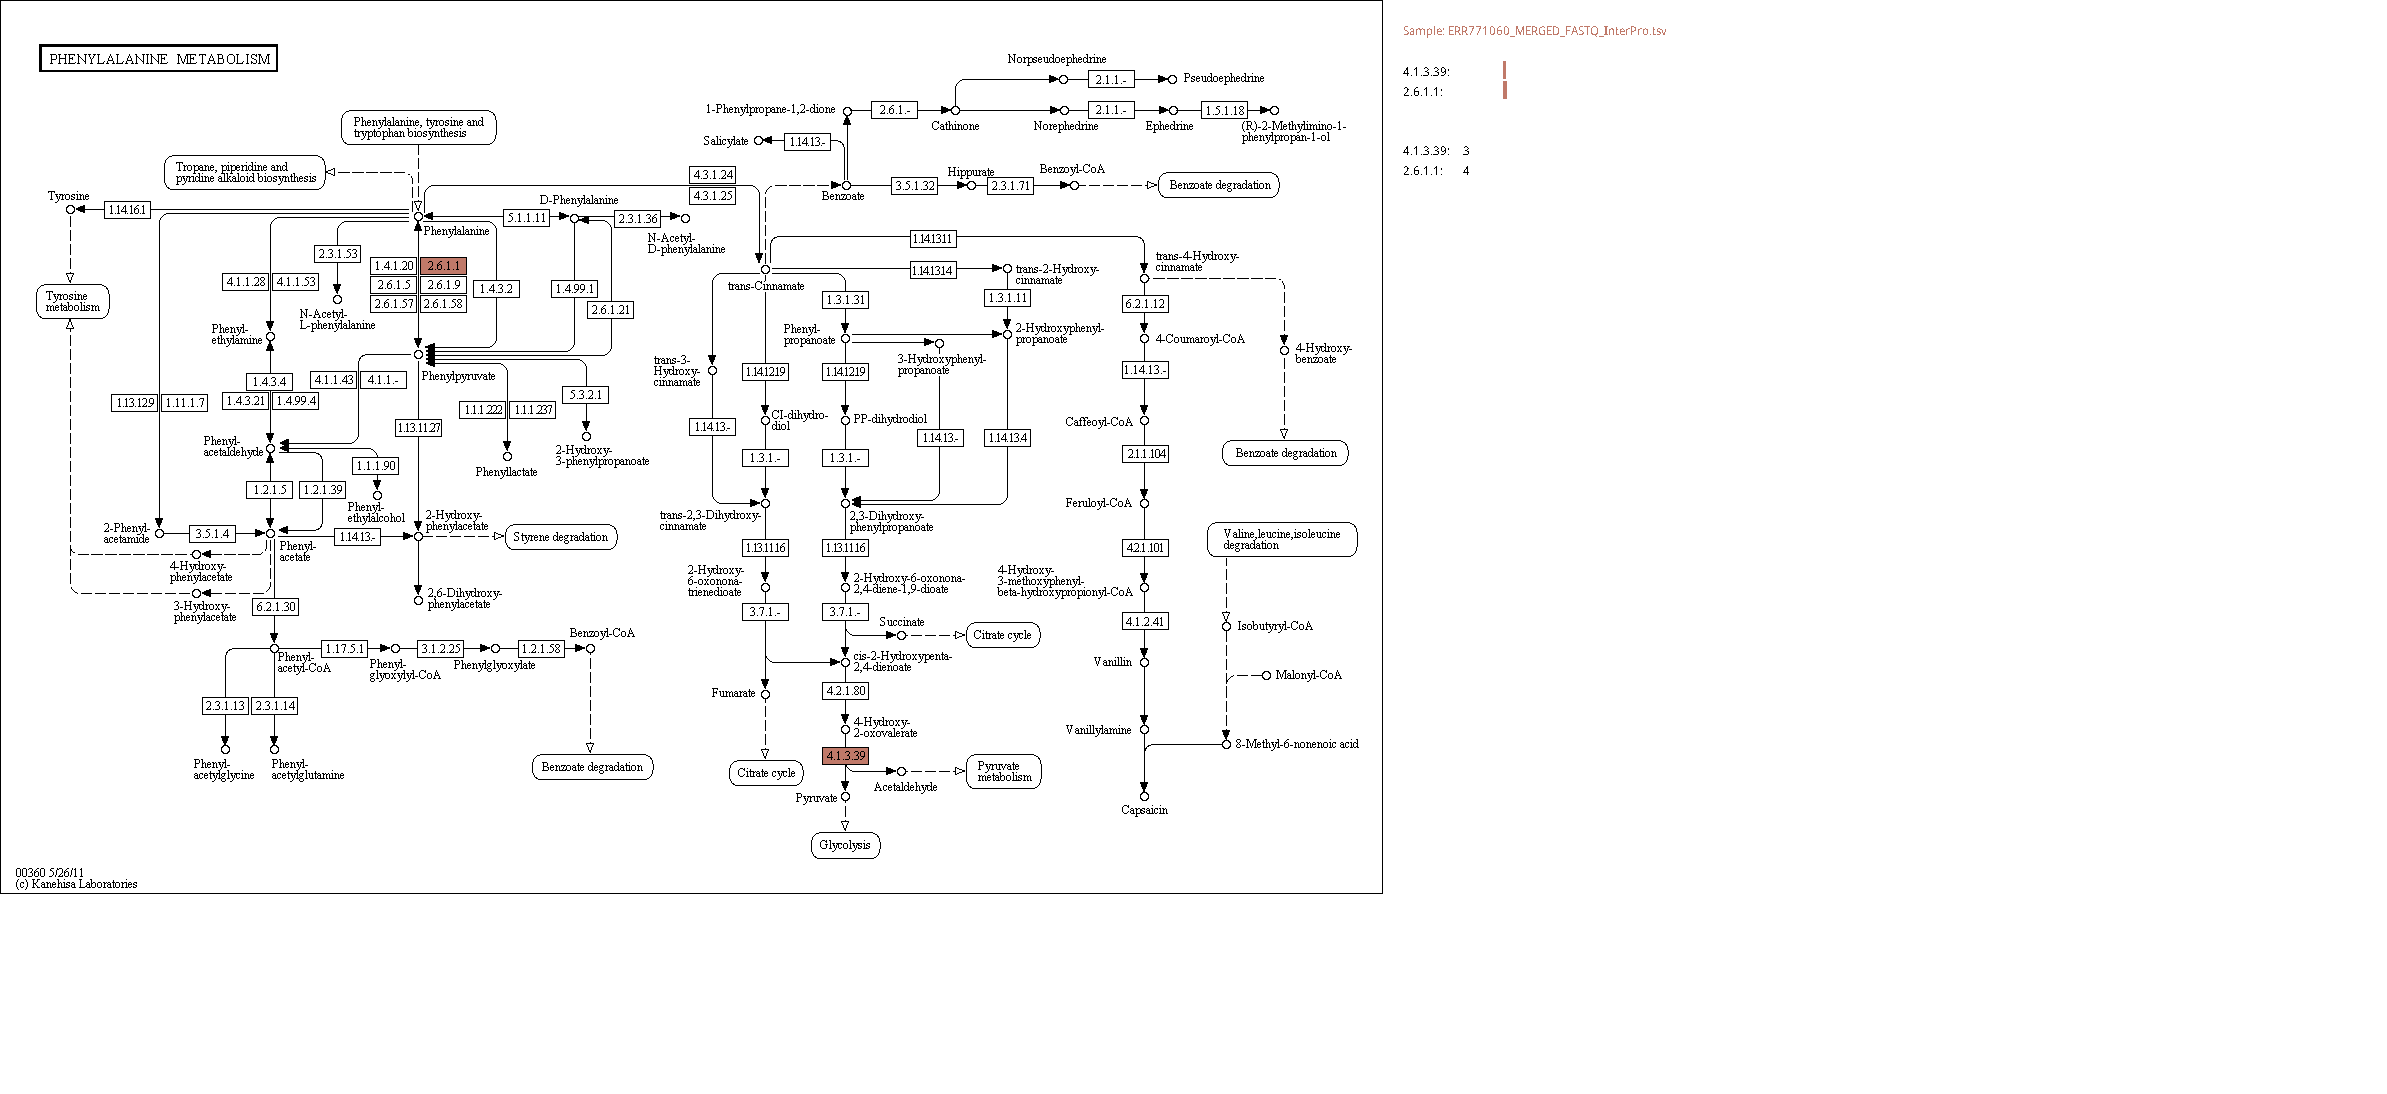 PHENYLALANINE METABOLISM
Sample: ERR771060_MERGED_FASTQ_InterPro.tsv
4.1.3.39:
2.6.1.1:
4.1.3.39: 3
2.6.1.1: 4
Norpseudoephedrine
2.1.1.-
Pseudoephedrine
1-Phenylpropane-1,2-dione
2.6.1.-
Cathinone
Norephedrine
2.1.1.-
Ephedrine
1.5.1.18
(R)-2-Methylimino-1-
phenylpropan-1-ol
Salicylate
1.14.13.-
Phenylalanine, tyrosine and
tryptophan biosynthesis
Tropane, piperidine and
pyridine alkaloid biosynthesis
4.3.1.24
4.3.1.25
Benzoate
3.5.1.32
Hippurate
2.3.1.71
Benzoyl-CoA
Benzoate degradation
Tyrosine
1.14.16.1
Phenylalanine
5.1.1.11
D-Phenylalanine
2.3.1.36
N-Acetyl-
D-phenylalanine
2.3.1.53
N-Acetyl-
L-phenylalanine
1.4.1.20
2.6.1.1
2.6.1.5
2.6.1.9
2.6.1.57
2.6.1.58
1.4.3.2
1.4.99.1
2.6.1.21
4.1.1.28
4.1.1.53
Tyrosine
metabolism
Phenyl-
ethylamine
1.4.3.4
1.4.3.21
1.4.99.4
4.1.1.43
4.1.1.-
Phenylpyruvate
1.13.12.9
1.11.1.7
1.13.11.27
1.1.1.222
1.1.1.237
5.3.2.1
Phenyllactate
2-Hydroxy-
3-phenylpropanoate
Phenyl-
acetaldehyde
1.1.1.90
Phenyl-
ethylalcohol
1.2.1.5
1.2.1.39
2-Phenyl-
acetamide
3.5.1.4
Phenyl-
acetate
1.14.13.-
2-Hydroxy-
phenylacetate
Styrene degradation
4-Hydroxy-
phenylacetate
3-Hydroxy-
phenylacetate
2,6-Dihydroxy-
phenylacetate
6.2.1.30
Phenyl-
acetyl-CoA
1.17.5.1
Phenyl-
glyoxylyl-CoA
3.1.2.25
Phenylglyoxylate
1.2.1.58
Benzoyl-CoA
2.3.1.13
2.3.1.14
Phenyl-
acetylglycine
Phenyl-
acetylglutamine
Benzoate degradation
trans-Cinnamate
1.14.13.11
1.14.13.14
trans-2-Hydroxy-
cinnamate
trans-4-Hydroxy-
cinnamate
1.3.1.31
1.3.1.11
6.2.1.12
Phenyl-
propanoate
2-Hydroxyphenyl-
propanoate
3-Hydroxyphenyl-
propanoate
4-Coumaroyl-CoA
4-Hydroxy-
benzoate
trans-3-
Hydroxy-
cinnamate
1.14.12.19
1.14.12.19
1.14.13.-
CI-dihydro-
diol
PP-dihydrodiol
Caffeoyl-CoA
1.14.13.-
1.14.13.-
1.14.13.4
1.3.1.-
1.3.1.-
2.1.1.104
Benzoate degradation
trans-2,3-Dihydroxy-
cinnamate
2,3-Dihydroxy-
phenylpropanoate
Feruloyl-CoA
1.13.11.16
1.13.11.16
4.2.1.101
Valine,leucine,isoleucine
degradation
2-Hydroxy-
6-oxonona-
trienedioate
2-Hydroxy-6-oxonona-
2,4-diene-1,9-dioate
4-Hydroxy-
3-methoxyphenyl-
beta-hydroxypropionyl-CoA
3.7.1.-
3.7.1.-
4.1.2.41
Succinate
Citrate cycle
Isobutyryl-CoA
cis-2-Hydroxypenta-
2,4-dienoate
Vanillin
Malonyl-CoA
Fumarate
4.2.1.80
4-Hydroxy-
2-oxovalerate
Vanillylamine
8-Methyl-6-nonenoic acid
4.1.3.39
Citrate cycle
Acetaldehyde
Pyruvate
metabolism
Pyruvate
Capsaicin
Glycolysis
00360 5/26/11
(c) Kanehisa Laboratories